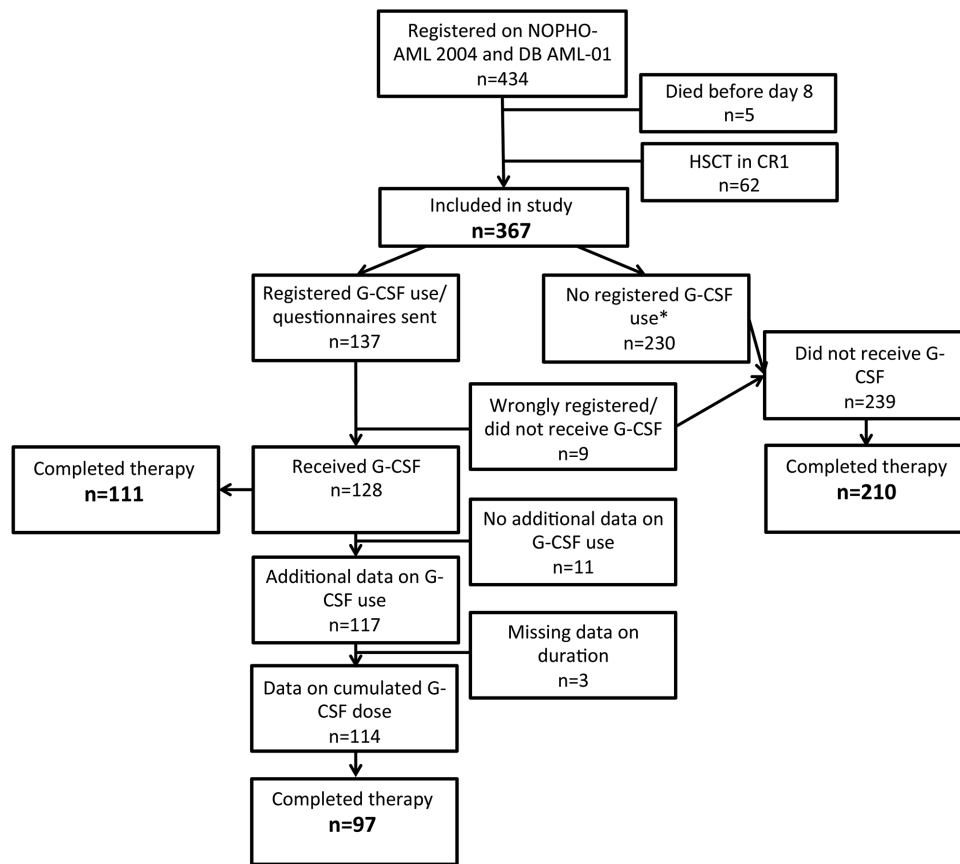 Registered on NOPHO-
AML 2004 and DB AML-01
n=434
Died before day 8
n=5
HSCT in CR1
n=62
Included in study
n=367
Registered G-CSF use/
questionnaires sent
n=137
No registered G-CSF
use*
n=230
Did not receive G-
CSF
n=239
Wrongly registered/
did not receive G-CSF
n=9
Completed therapy
n=111
Received G-CSF
n=128
Completed therapy
n=210
No additional data on
G-CSF use
n=11
Additional data on G-
CSF use
n=117
Missing data on
duration
n=3
Data on cumulated G-
CSF dose
n=114
Completed therapy
n=97